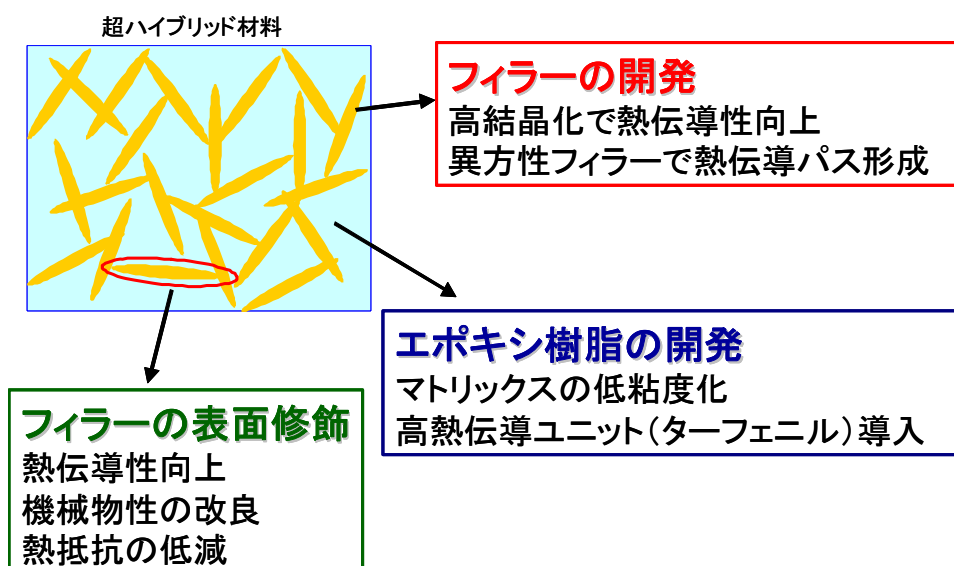 超ハイブリッド材料
フィラーの開発
高結晶化で熱伝導性向上
異方性フィラーで熱伝導パス形成
エポキシ樹脂の開発
マトリックスの低粘度化
高熱伝導ユニット（ターフェニル）導入
フィラーの表面修飾
熱伝導性向上
機械物性の改良
熱抵抗の低減